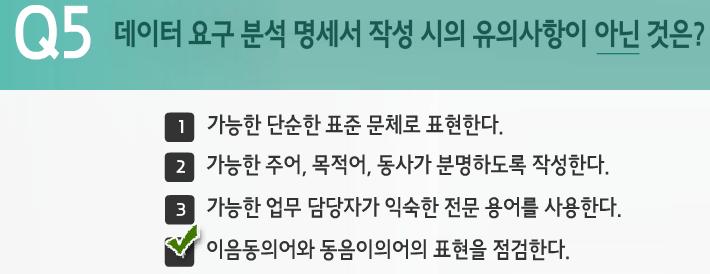 Q5 데이터 요구 분석 명세서 작성 시의 유의사항이 아닌 것은?
1 가능한 단순한 표준 문체로 표현한다.
2 가능한 주어, 목적어, 동사가 분명하도록 작성한다.
3 가능한 업무 담당자가 익숙한 전문 용어를 사용한다.
이음동의어와 동음이의어의 표현을 점검한다.